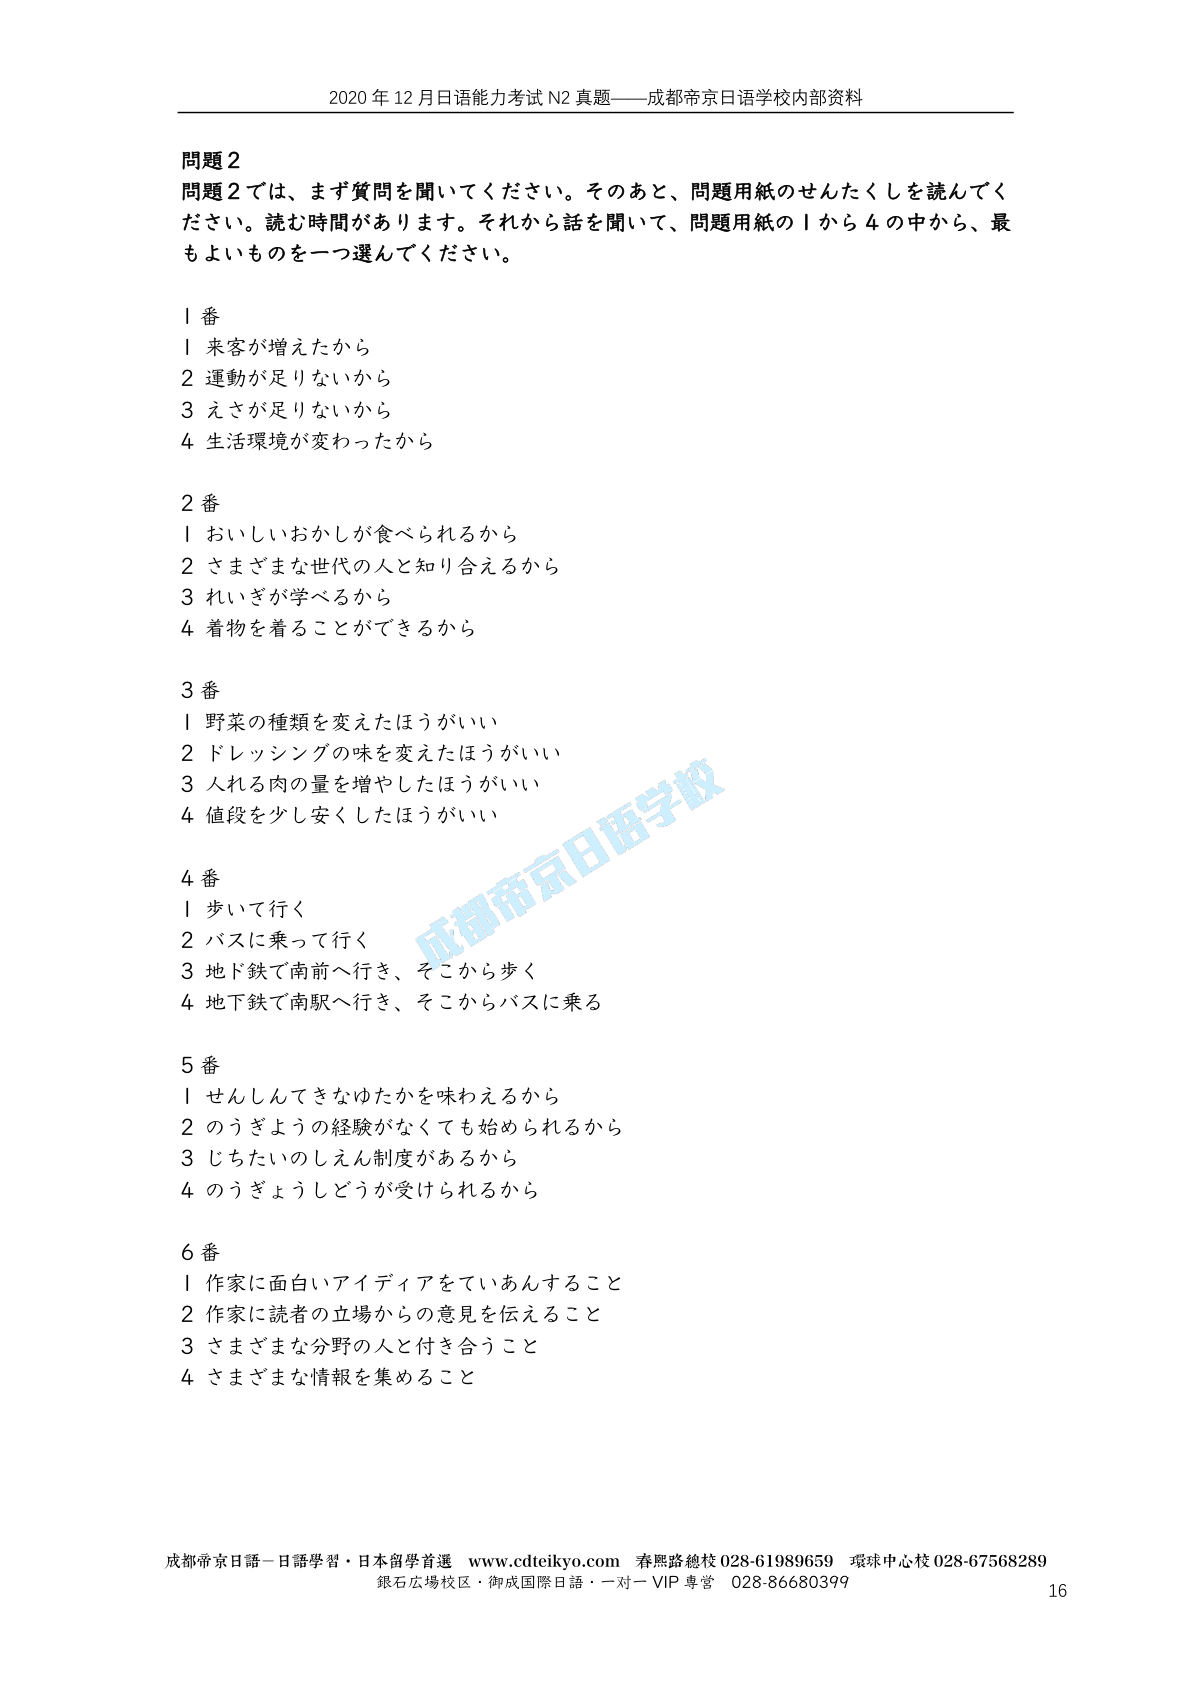 2020 年 12 月日语能力考试 N2 真题——成都帝京日语学校内部资料
問題２
問題２では、まず質問を聞いてください。そのあと、問題用紙のせんたくしを読んでく
ださい。読む時間があります。それから話を聞いて、問題用紙の 1 から 4 の中から、最
もよいものを一つ選んでください。
1 番
1 来客が増えたから
2 運動が足りないから
3 えさが足りないから
4 生活環境が変わったから
2 番
1 おいしいおかしが食べられるから
2 さまざまな世代の人と知り合えるから
3 れいぎが学べるから
4 着物を着ることができるから
3 番
1 野菜の種類を変えたほうがいい
2 ドレッシングの味を変えたほうがいい
3 人れる肉の量を増やしたほうがいい
4 値段を少し安くしたほうがいい
成都帝京日语学校
4 番
1 歩いて行く
2 バスに乗って行く
3 地ド鉄で南前へ行き、そこから歩く
4 地下鉄で南駅へ行き、そこからバスに乗る
5 番
1 せんしんてきなゆたかを味わえるから
2 のうぎようの経験がなくても始められるから
3 じちたいのしえん制度があるから
4 のうぎょうしどうが受けられるから
6 番
1 作家に面白いアイディアをていあんすること
2 作家に読者の立場からの意見を伝えること
3 さまざまな分野の人と付き合うこと
4 さまざまな情報を集めること
成都帝京日語－日語學習・日本留學首選 www.cdteikyo.com 春熙路總校 028-61989659 環球中心校 028-67568289
銀石広場校区・御成国際日語・一对一 VIP 専営 028-86680399
16